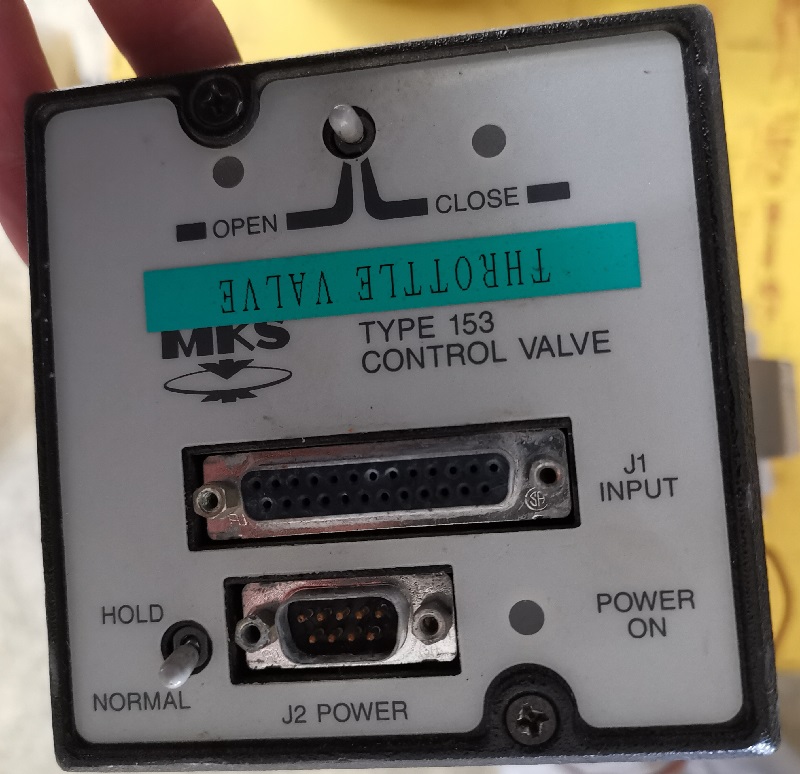 OPEN
CLOSE
THROTTLE VALVE
MKS
TYPE 153
CONTROL VALVE
J1
INPUT
HOLD
NORMAL
J2 POWER
POWER
ON